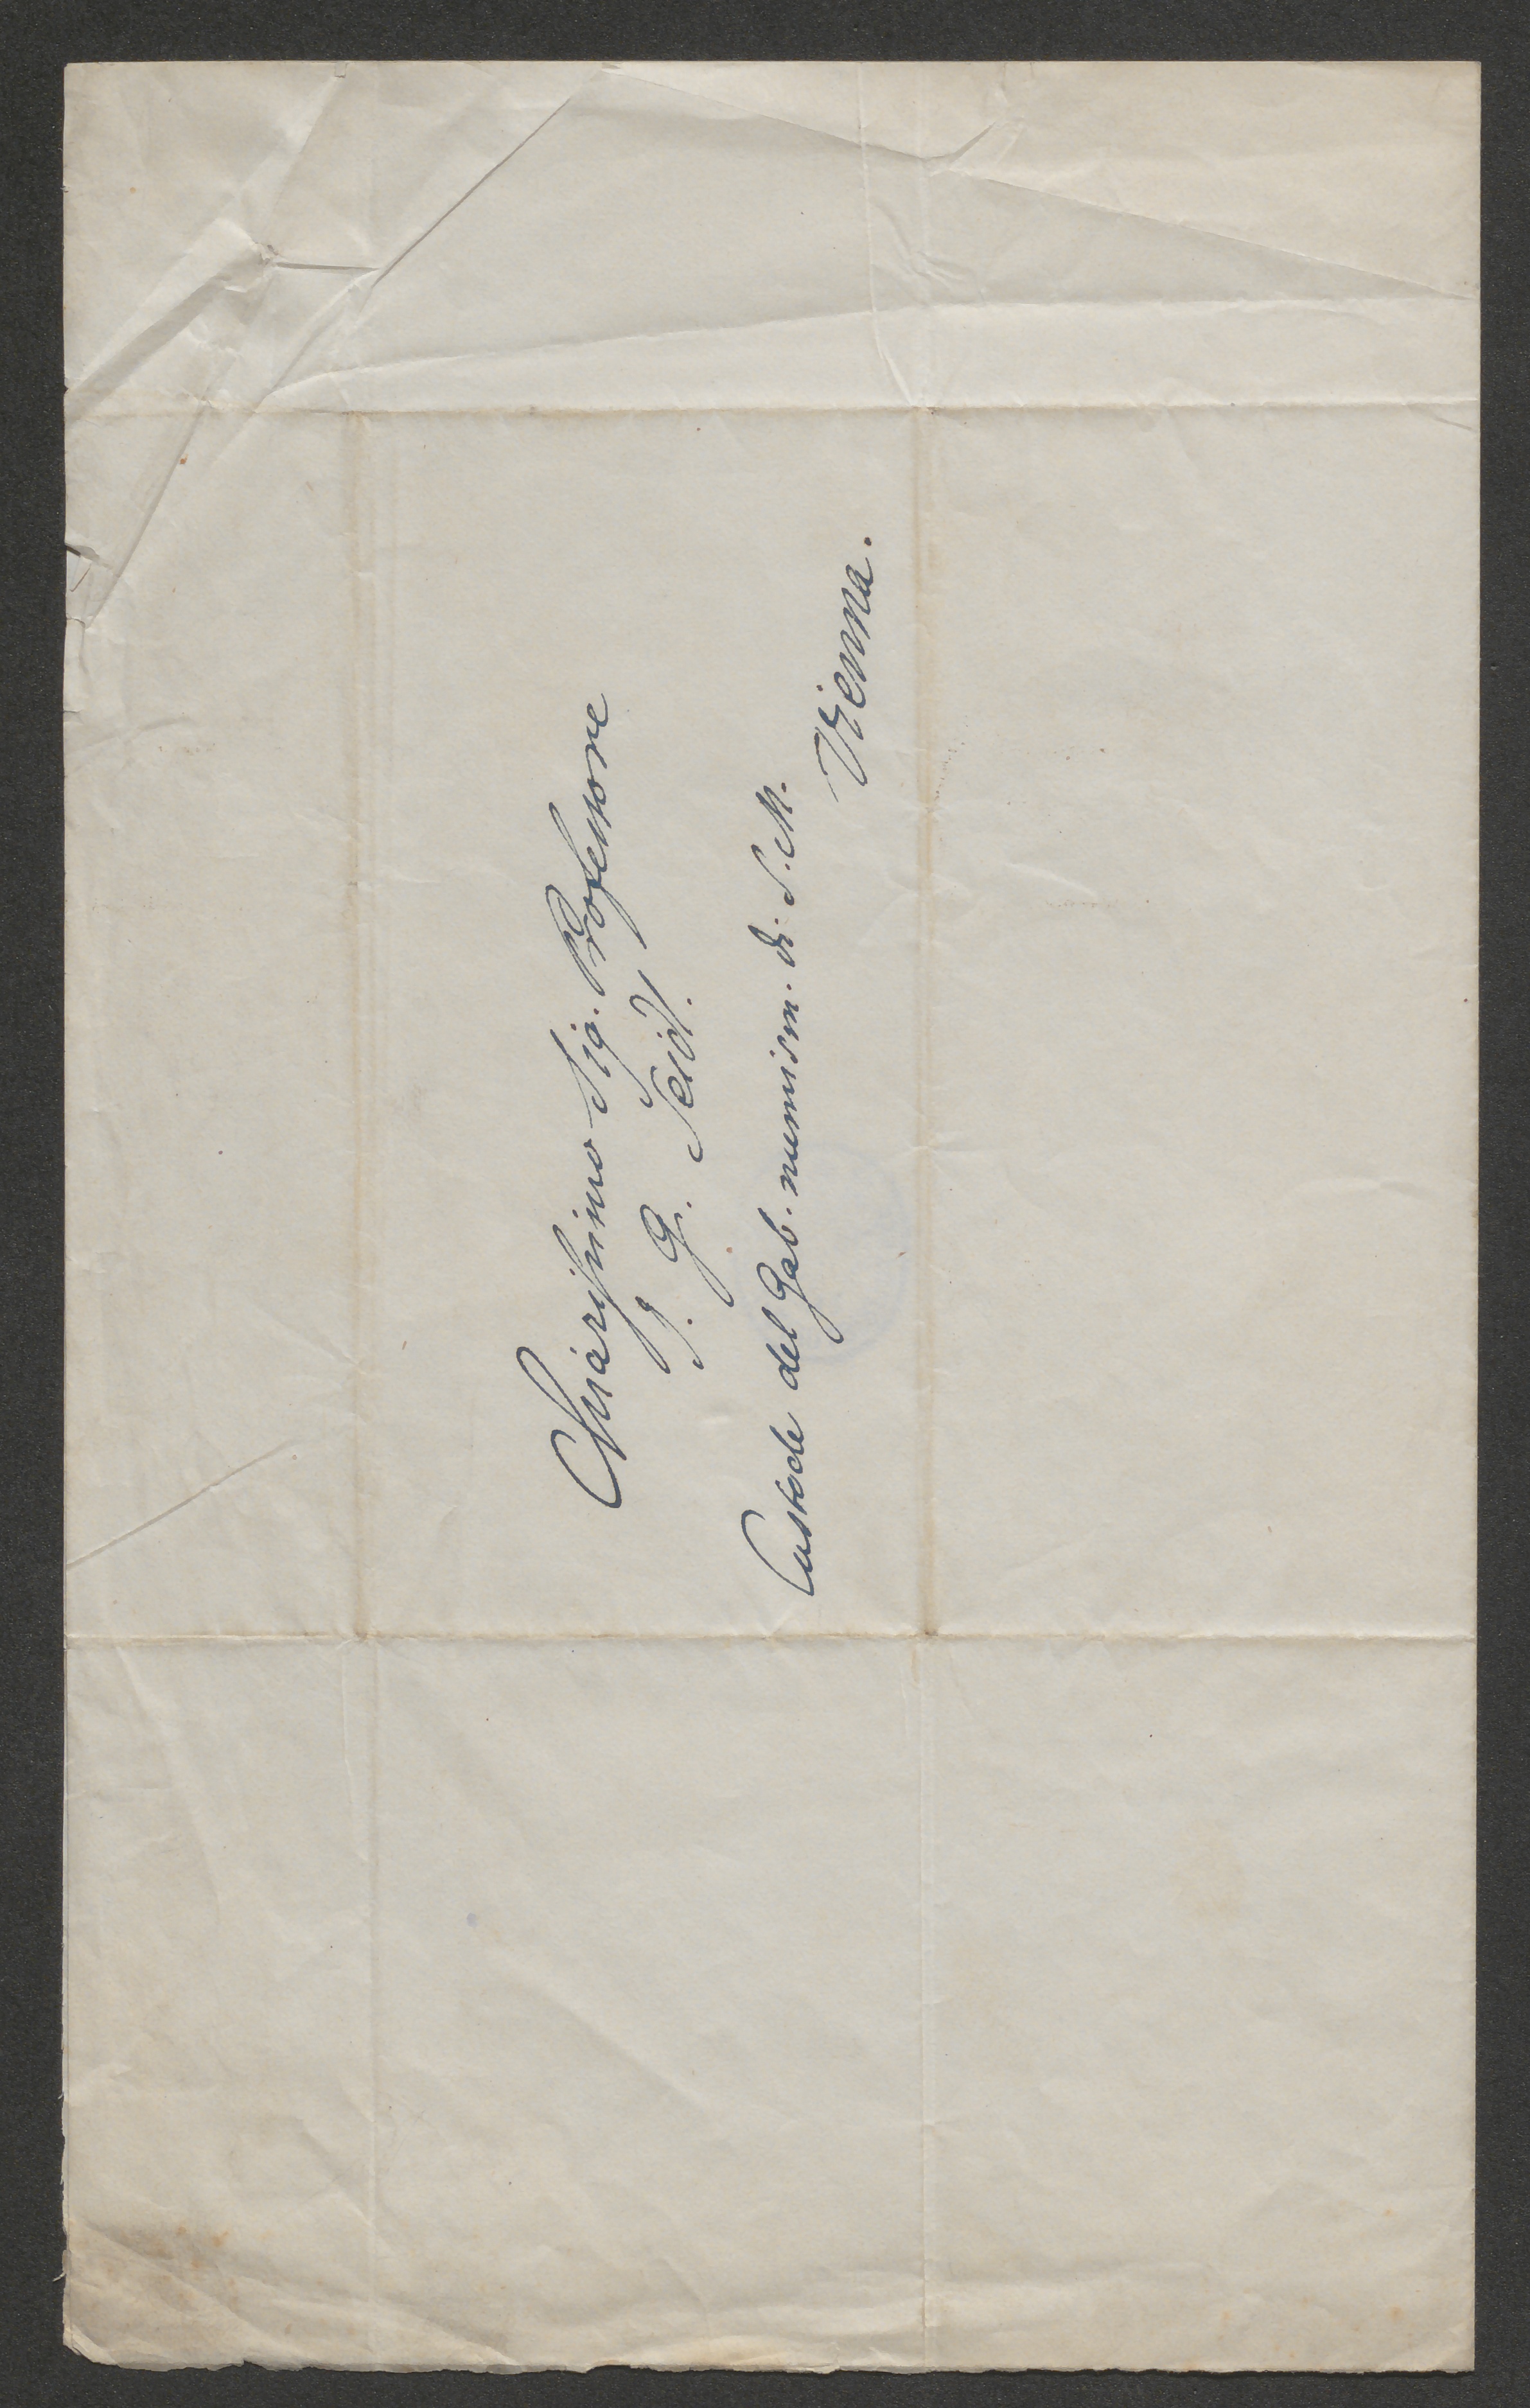 Chiarissimo Sig. Professore
J. G. Seidl.
Custode del Gab. numism. di S. M.
Vienna.